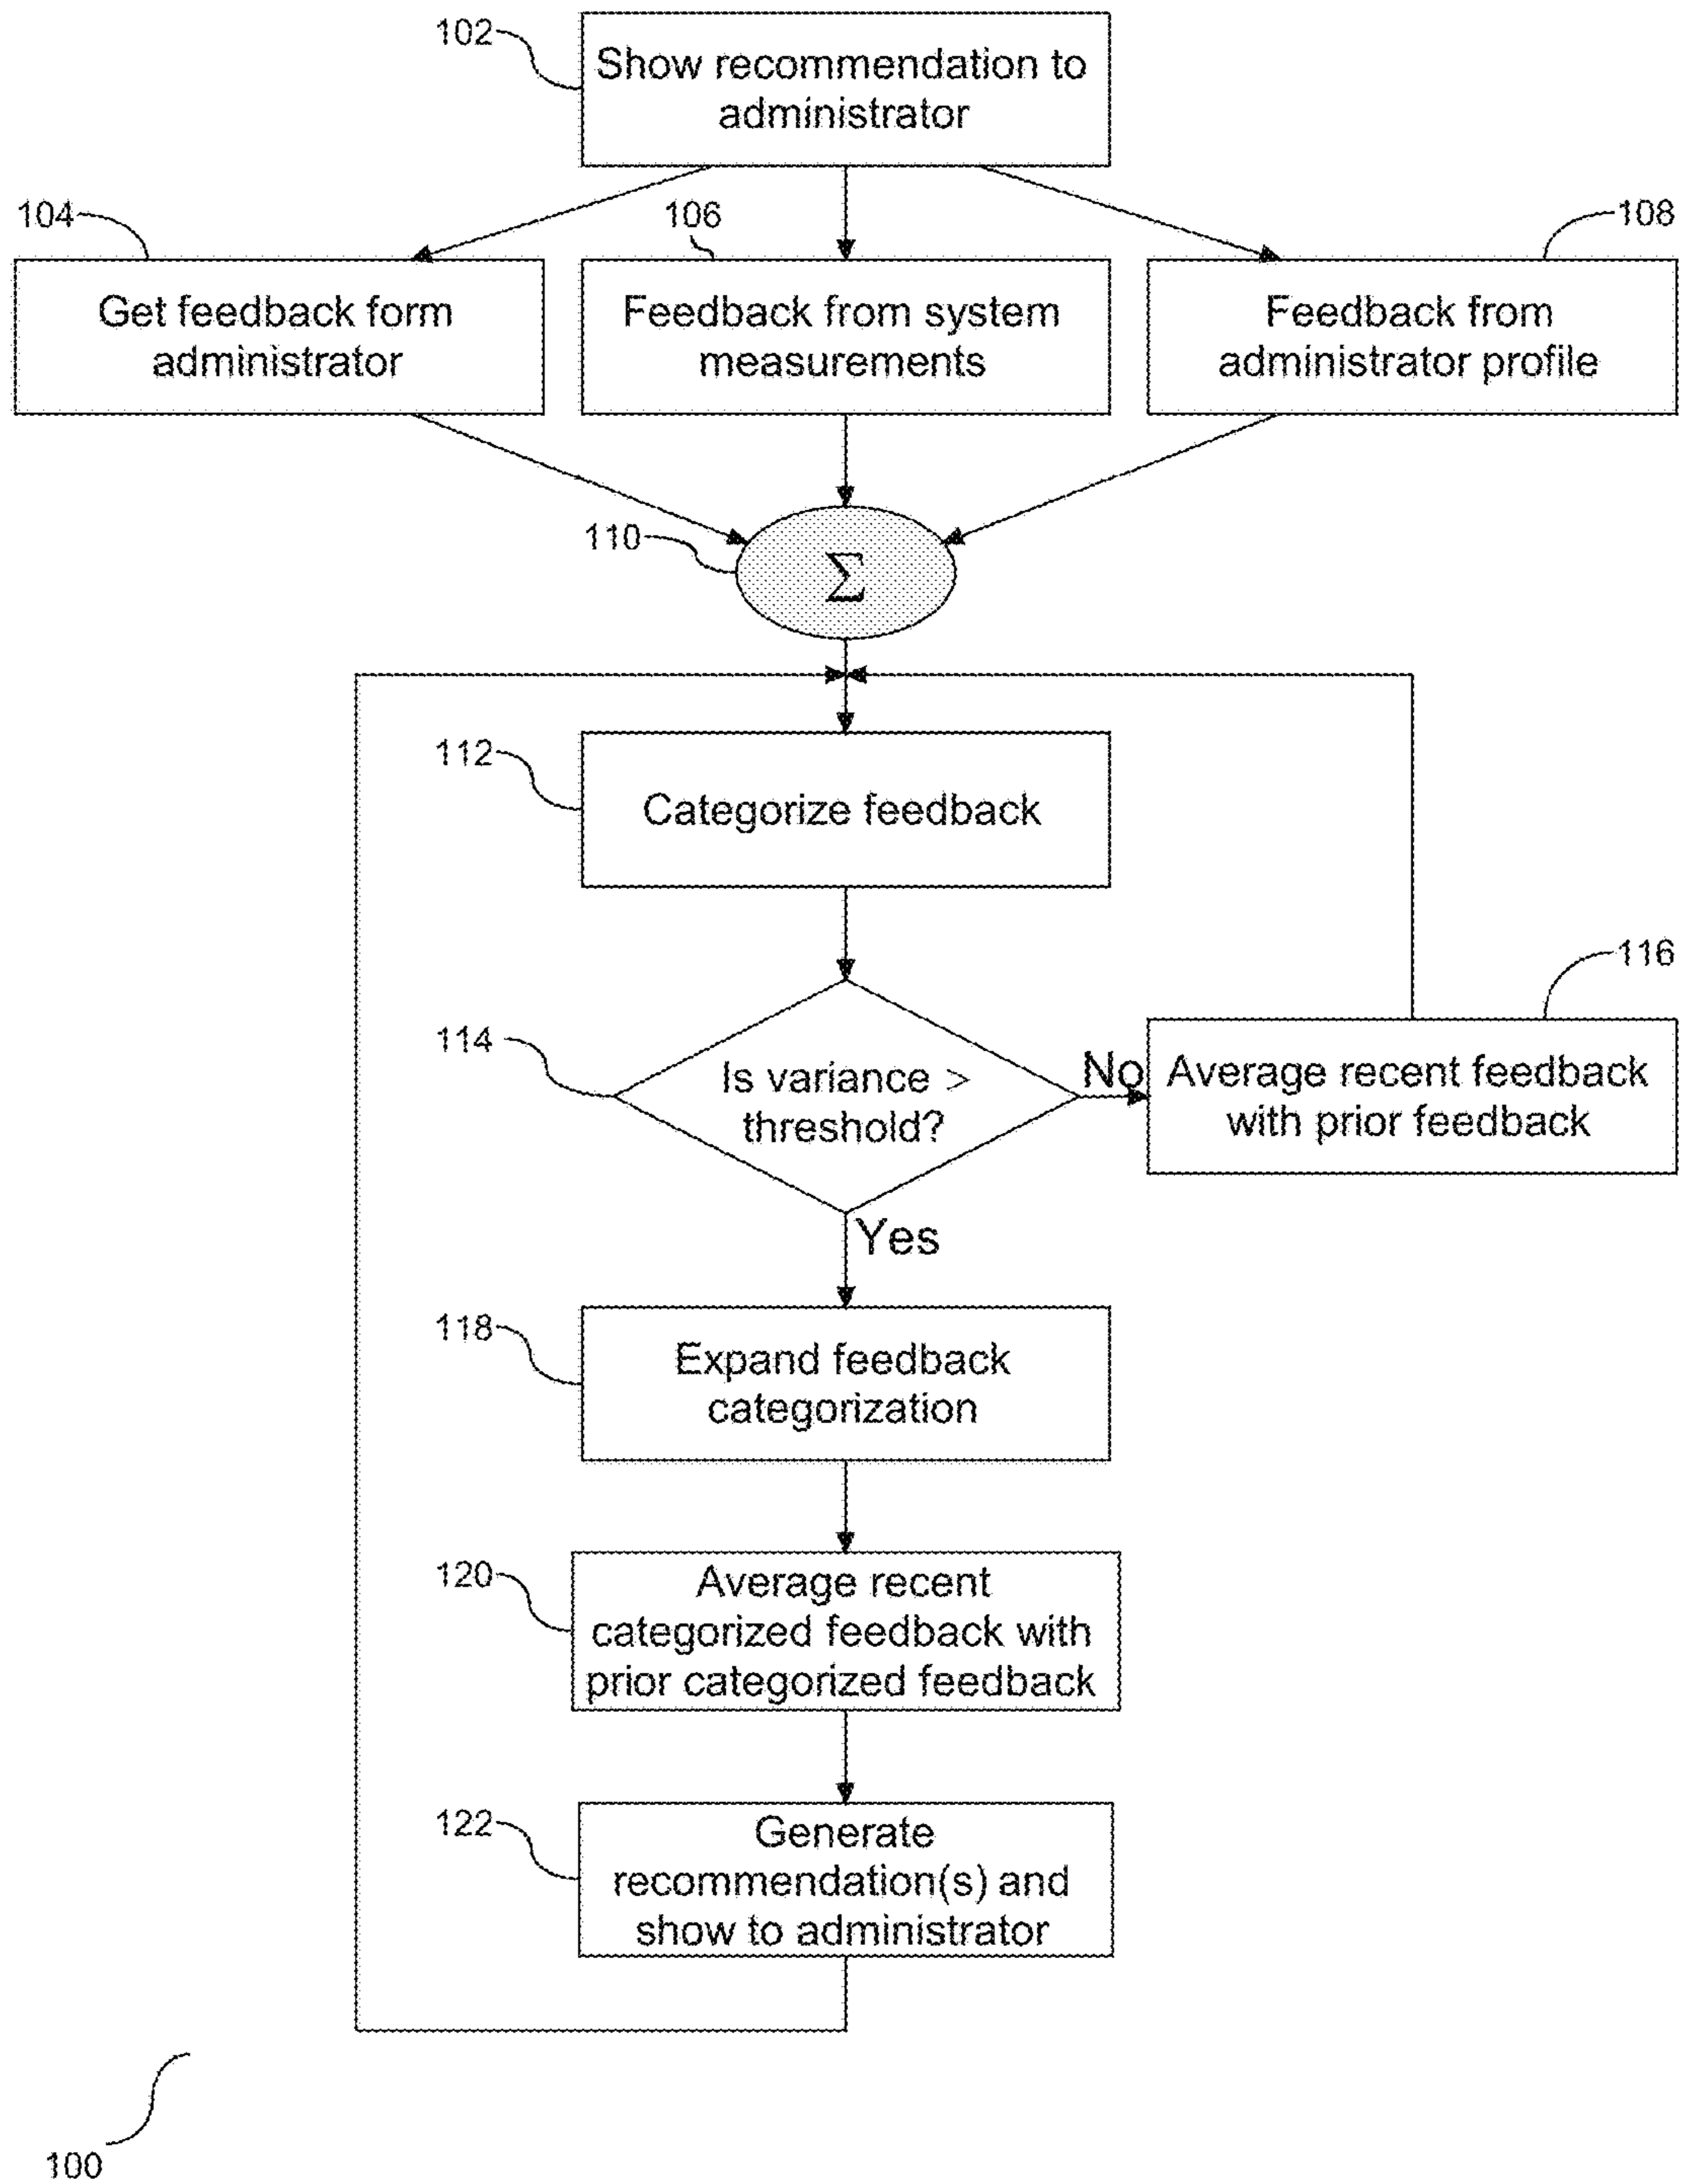 102
Show recommendation to
administrator
104
106
108
Get feedback form
administrator
Feedback from system
measurements
Feedback from
administrator profile
110
Σ
112
Categorize feedback
114
Is variance >
threshold?
No
116
Average recent feedback
with prior feedback
Yes
118
Expand feedback
categorization
120
Average recent
categorized feedback with
prior categorized feedback
122
Generate
recommendation(s) and
show to administrator
100